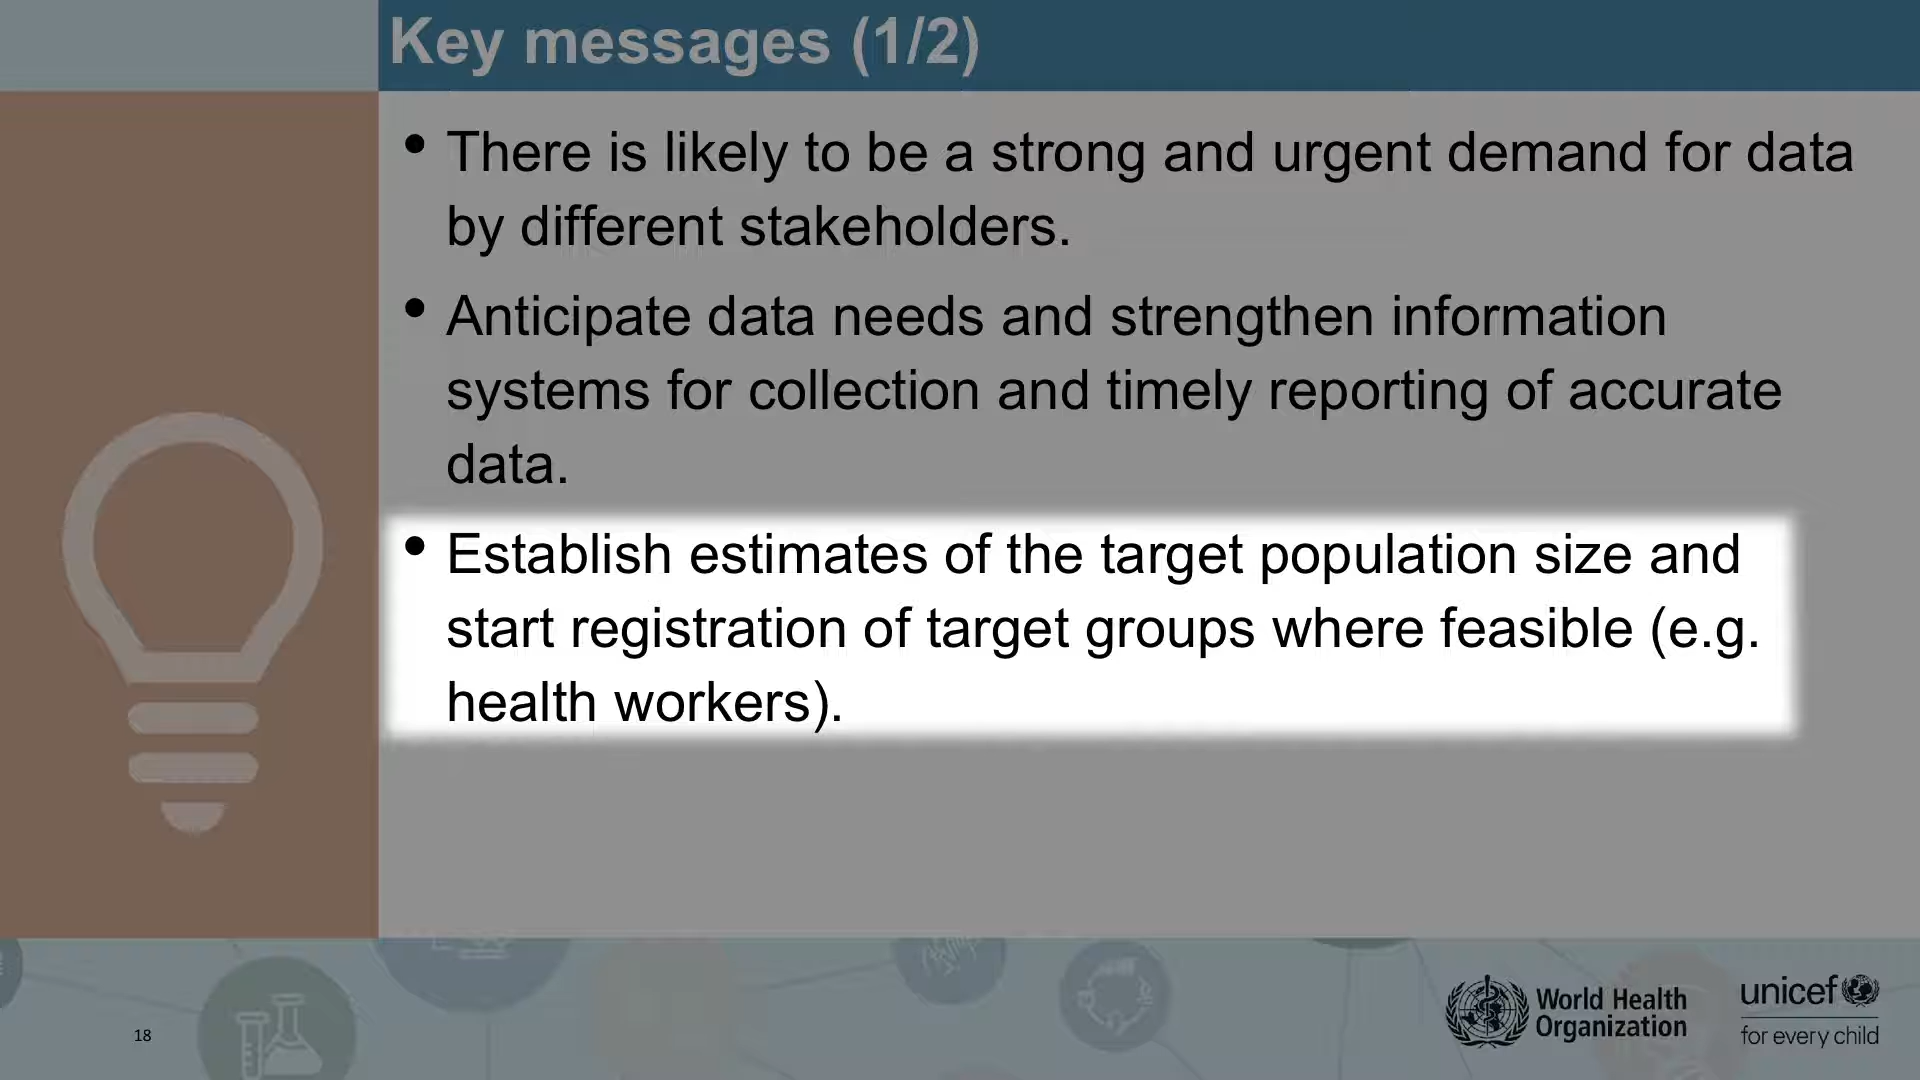 Key messages (1/2)
• There is likely to be a strong and urgent demand for data
by different stakeholders.
• Anticipate data needs and strengthen information
systems for collection and timely reporting of accurate
data.
• Establish estimates of the target population size and
start registration of target groups where feasible (e.g.
health workers).
18
World Health
Organization
unicef
for every child